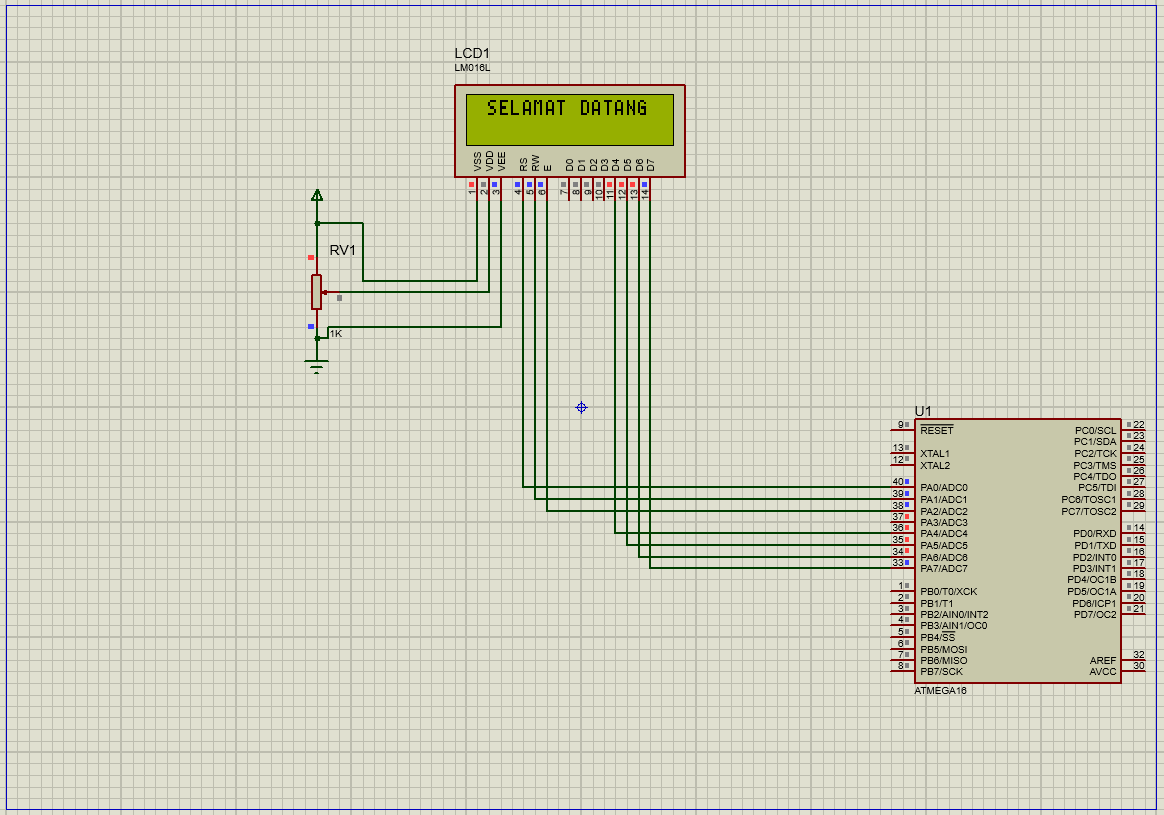 LCD1
LM016L
SELAMAT DATANG
VSS VDD VEE RS RW E D0 D1 D2 D3 D4 D5 D6 D7
1 2 3 4 5 6 7 8 9 10 11 12 13 14
RV1
1K
U1
9 RESET PC0/SCL 22
PC1/SDA 23
13 XTAL1 PC2/TCK 24
12 XTAL2 PC3/TMS 25
PC4/TDO 26
40 PA0/ADC0 PC5/TDI 27
39 PA1/ADC1 PC6/TOSC1 28
38 PA2/ADC2 PC7/TOSC2 29
37 PA3/ADC3
36 PA4/ADC4 PD0/RXD 14
35 PA5/ADC5 PD1/TXD 15
34 PA6/ADC6 PD2/INT0 16
33 PA7/ADC7 PD3/INT1 17
PD4/OC1B 18
1 PB0/T0/XCK PD5/OC1A 19
2 PB1/T1 PD6/ICP1 20
3 PB2/AIN0/INT2 PD7/OC2 21
4 PB3/AIN1/OC0
5 PB4/SS
6 PB5/MOSI
7 PB6/MISO AREF 32
8 PB7/SCK AVCC 30
ATMEGA16